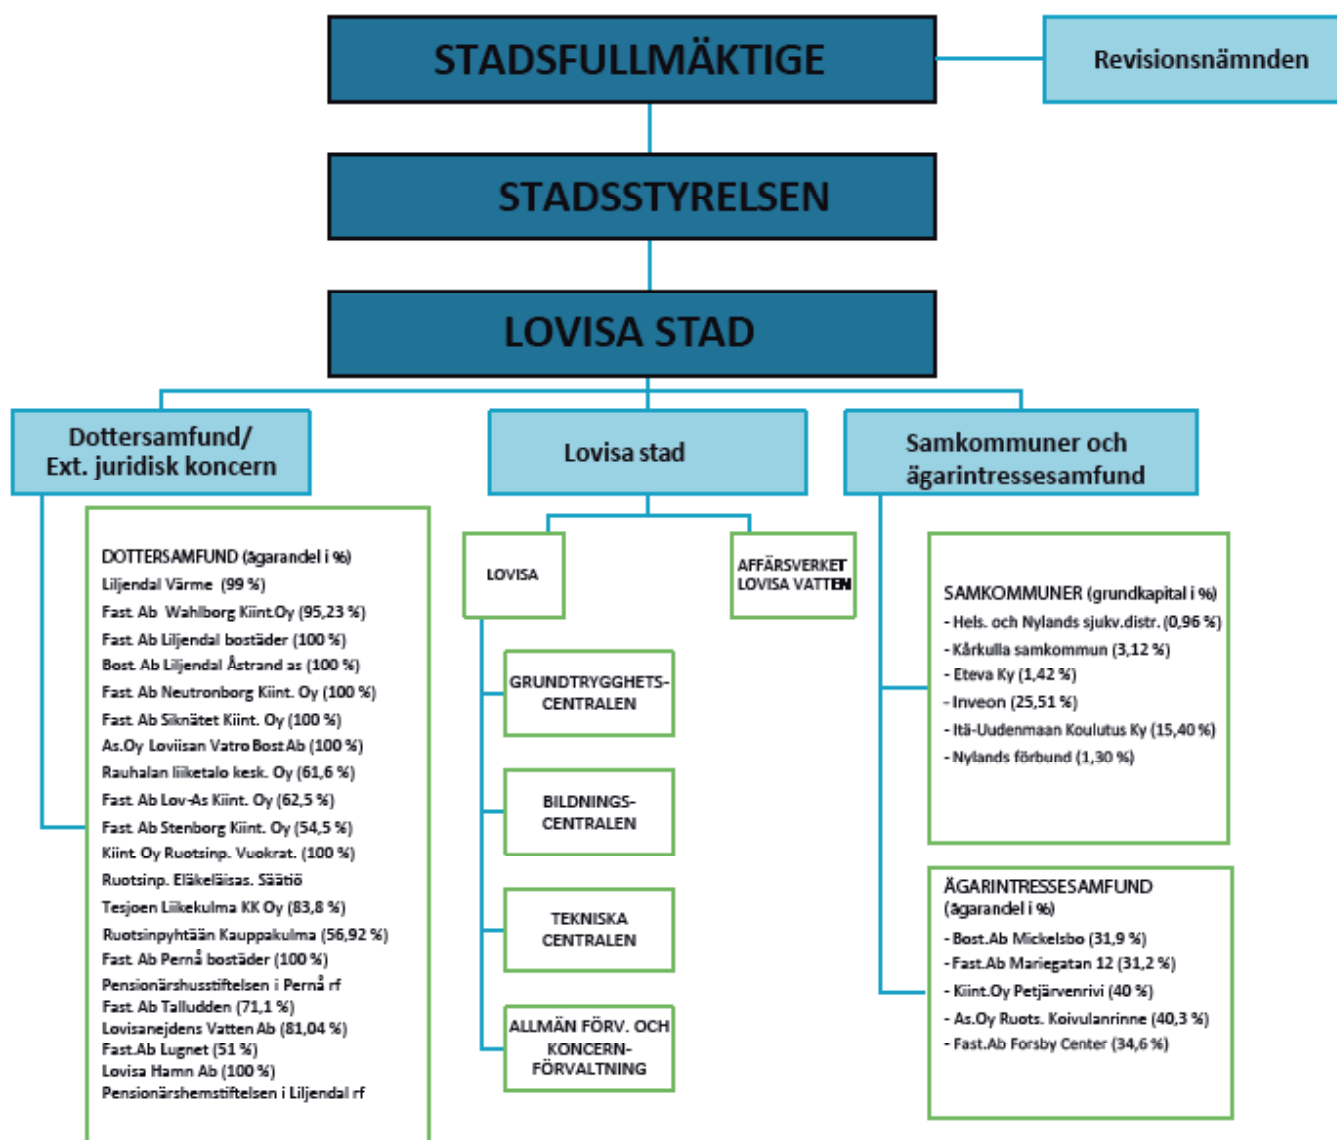 STADSFULLMÄKTIGE
Revisionsnämnden
STADSSTYRELSEN
LOVISA STAD
Dottersamfund/
Ext. juridisk koncern
Lovisa stad
Samkommuner och
ägarintressesamfund
DOTTERSAMFUND (ägarandel i %)
Liljendal Värme (99 %)
Fast. Ab Wahlborg Kiint.Oy (95,23 %)
Fast. Ab Liljendal bostäder (100 %)
Bost. Ab Liljendal Åstrand as (100 %)
Fast. Ab Neutronborg Kiint. Oy (100 %)
Fast. Ab Siknätet Kiint. Oy (100 %)
As.Oy Loviisan Vatro Bost Ab (100 %)
Rauhalan liiketalo kesk. Oy (61,6 %)
Fast. Ab Lov-As Kiint. Oy (62,5 %)
Fast. Ab Stenborg Kiint. Oy (54,5 %)
Kiint. Oy Ruotsinp. Vuokrat. (100 %)
Ruotsinp. Eläkeläisas. Säätiö
Tesjoen Liikekulma KK Oy (83,8 %)
Ruotsinpyhtään Kauppakulma (56,92 %)
Fast. Ab Pernå bostäder (100 %)
Pensionärshusstiftelsen i Pernå rf
Fast. Ab Talludden (71,1 %)
Lovisanejdens Vatten Ab (81,04 %)
Fast.Ab Lugnet (51 %)
Lovisa Hamn Ab (100 %)
Pensionärshemstiftelsen i Liljendal rf
LOVISA
AFFÄRSVERKET
LOVISA VATTEN
GRUNDTRYGGHETS-
CENTRALEN
BILDNINGS-
CENTRALEN
TEKNISKA
CENTRALEN
ALLMÄN FÖRV. OCH
KONCERN-
FÖRVALTNING
SAMKOMMUNER (grundkapital i %)
- Hels. och Nylands sjukv.distr. (0,96 %)
- Kårkulla samkommun (3,12 %)
- Eteva Ky (1,42 %)
- Inveon (25,51 %)
- Itä-Uudenmaan Koulutus Ky (15,40 %)
- Nylands förbund (1,30 %)
ÄGARINTRESSESAMFUND
(ägarandel i %)
- Bost.Ab Mickelsbo (31,9 %)
- Fast.Ab Mariegatan 12 (31,2 %)
- Kiint.Oy Petjärvenrivi (40 %)
- As.Oy Ruots. Koivulanrinne (40,3 %)
- Fast.Ab Forsby Center (34,6 %)